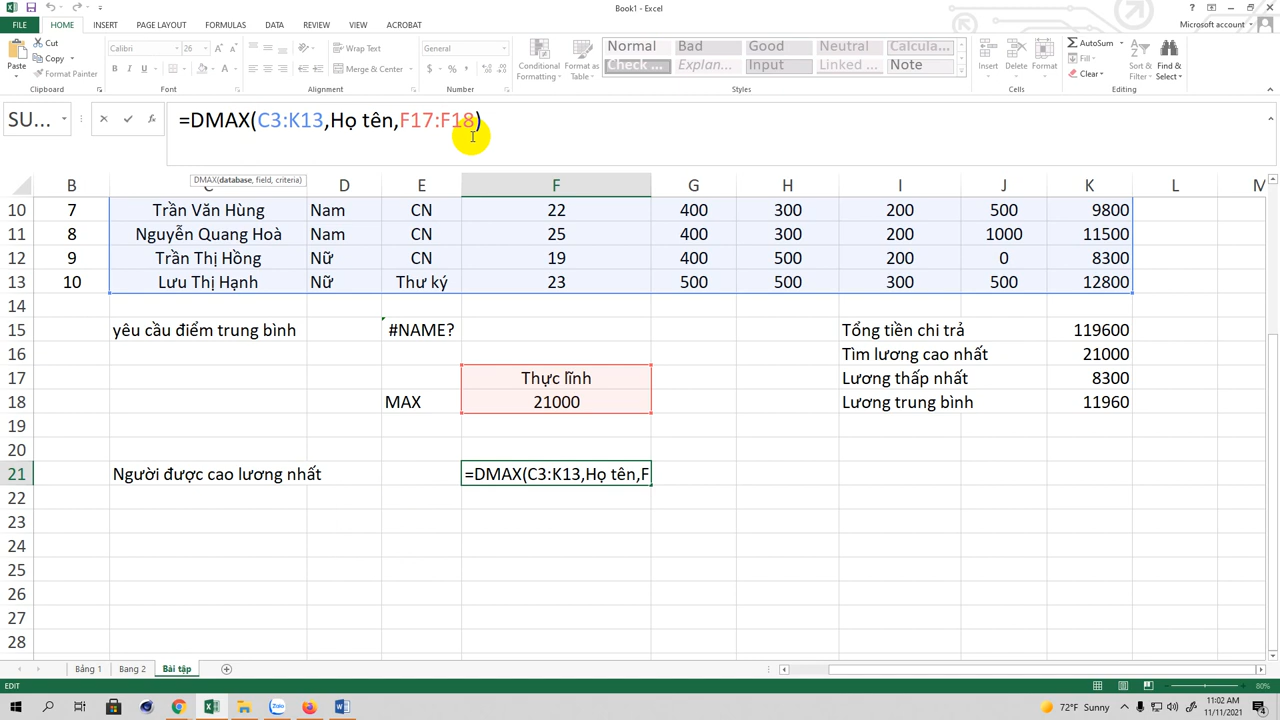 Book1 - Excel
FILE HOME INSERT PAGE LAYOUT FORMULAS DATA REVIEW VIEW ACROBAT Microsoft account
Cut
Copy
Format Painter
Paste
Clipboard
Calibri 26
Font
Wrap Text
Merge & Center
Alignment
General
Number
Conditional Formatting
Format as Table
Normal Bad Good Neutral Calcula...
Check ... Explan... Input Linked ... Note
Styles
Insert Delete Format
Cells
AutoSum
Fill
Clear
Sort & Filter
Find & Select
Editing
SU... =DMAX(C3:K13,Họ tên,F17:F18)
DMAX(database, field, criteria)
B C D E F G H I J K L M
10 7 Trần Văn Hùng Nam CN 22 400 300 200 500 9800
11 8 Nguyễn Quang Hoà Nam CN 25 400 300 200 1000 11500
12 9 Trần Thị Hồng Nữ CN 19 400 500 200 0 8300
13 10 Lưu Thị Hạnh Nữ Thư ký 23 500 500 300 500 12800
14
15 yêu cầu điểm trung bình #NAME? Tổng tiền chi trả 119600
16 Tìm lương cao nhất 21000
17 Thực lĩnh Lương thấp nhất 8300
18 MAX 21000 Lương trung bình 11960
19
20
21 Người được cao lương nhất =DMAX(C3:K13,Họ tên,F
22
23
24
25
26
27
28
Bảng 1 Bang 2 Bài tập
EDIT 80%
72°F Sunny 11:02 AM
11/11/2021